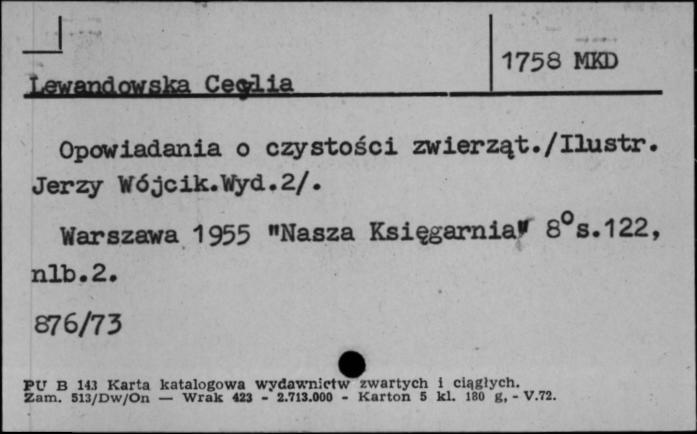 1758 MKD
Lewandowska Cecylia
Opowiadania o czystości zwierząt./Ilustr.
Jerzy Wójcik.Wyd.2/.
Warszawa 1955 "Nasza Księgarnia" 8°s.122,
nlb.2.
876/73
PU B 143 Karta katalogowa wydawnictw zwartych i ciągłych.
Zam. 513/Dw/On — Wrak 423 - 2.713.000 - Karton 5 kl. 180 g, - V.72.